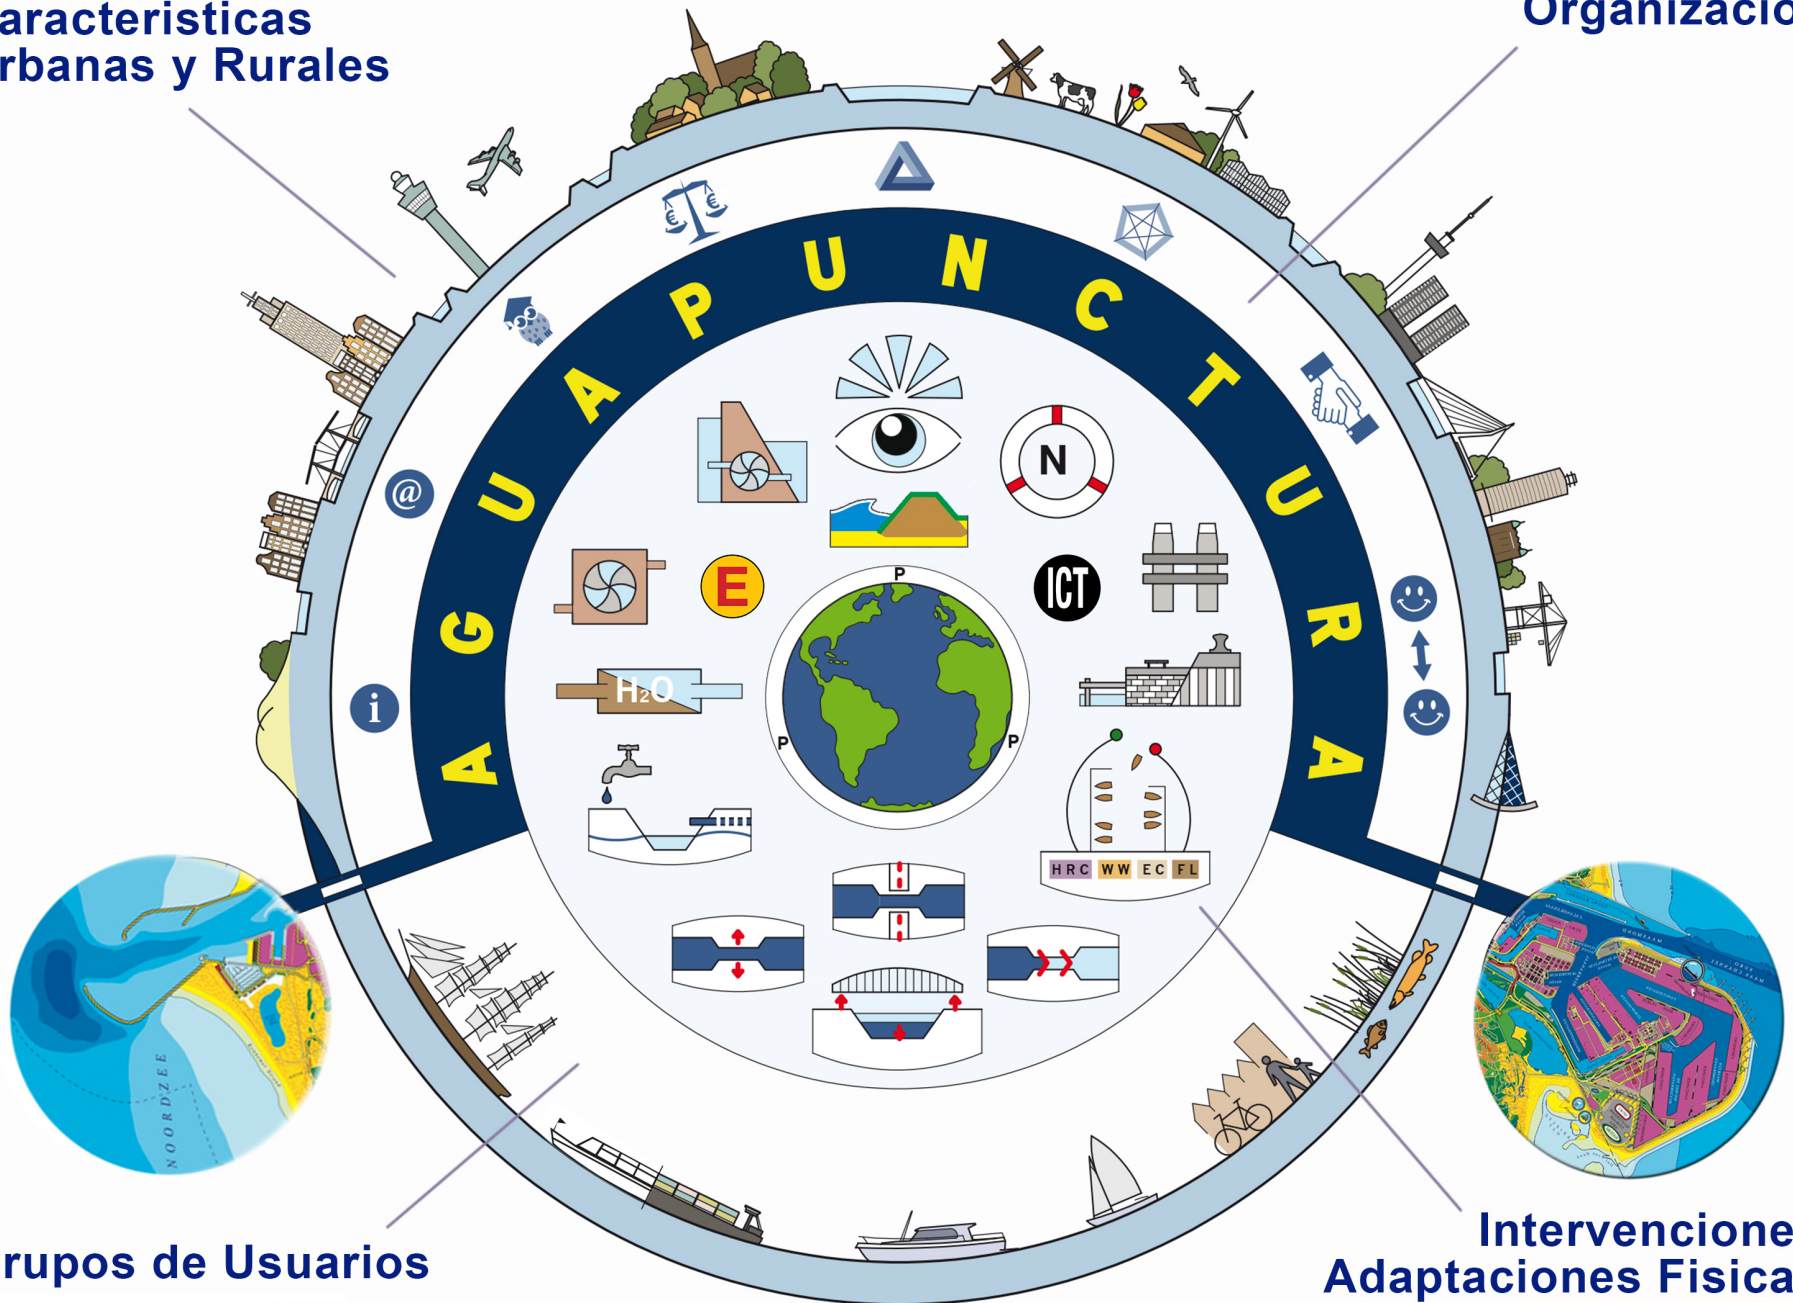 aracteristicas
rbanas y Rurales
Organizacio
AGUAPUNCTURA
€ €
@
i
N
E
ICT
P
P
P
H₂O
HRC WW EC FL
NOORDZEE
rupos de Usuarios
Intervencione
Adaptaciones Fisica